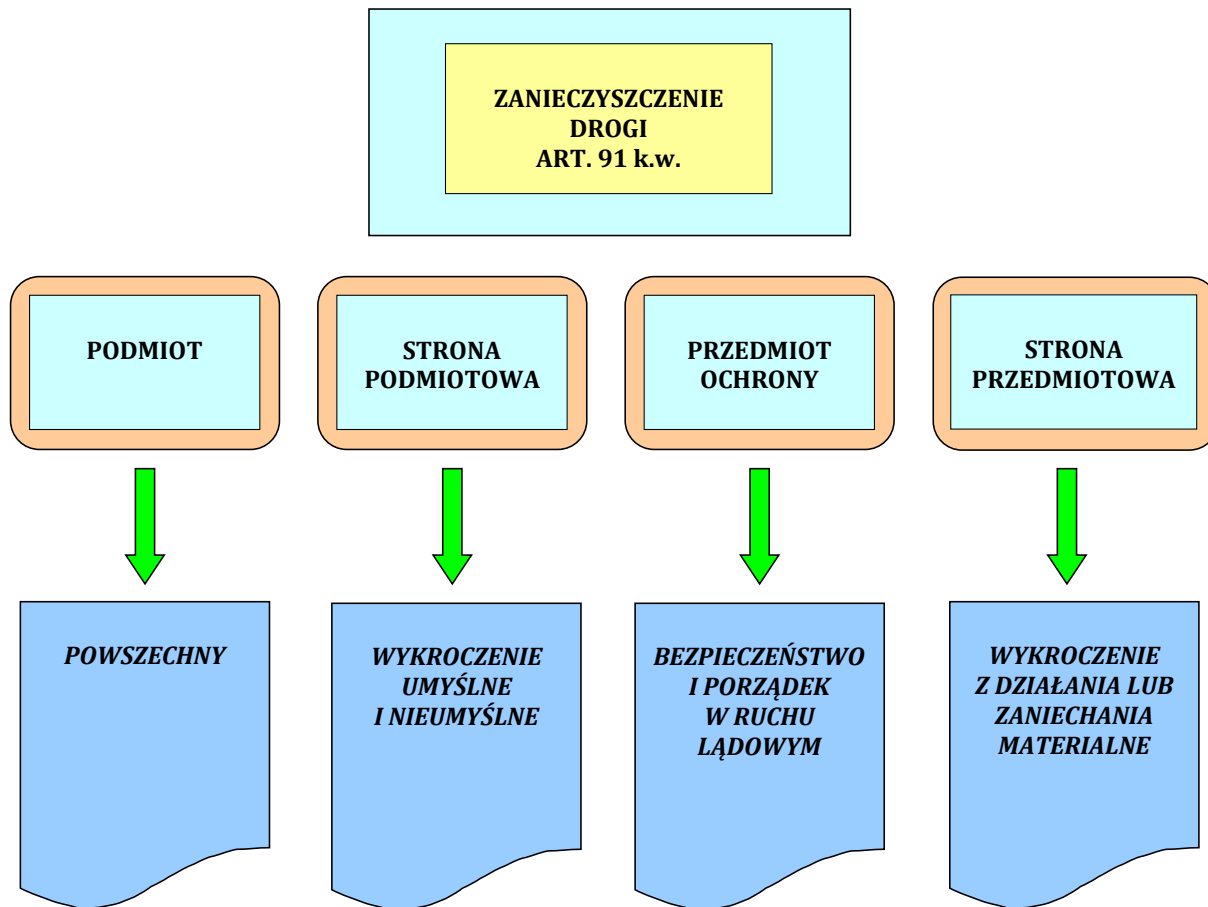 ZANIECZYSZCZENIE
DROGI
ART. 91 k.w.
PODMIOT
STRONA
PODMIOTOWA
PRZEDMIOT
OCHRONY
STRONA
PRZEDMIOTOWA
POWSZECHNY
WYKROCZENIE
UMYŚLNE
I NIEUMYŚLNE
BEZPIECZEŃSTWO
I PORZĄDEK
W RUCHU
LĄDOWYM
WYKROCZENIE
Z DZIAŁANIA LUB
ZANIECHANIA
MATERIALNE